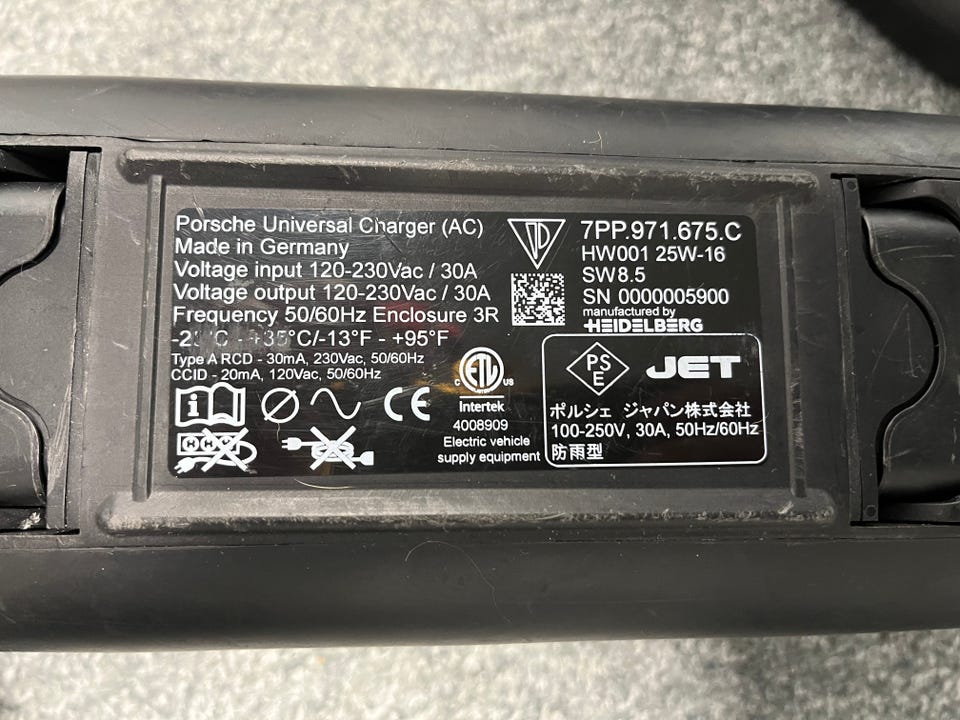 Porsche Universal Charger (AC)
Made in Germany
Voltage input 120-230Vac / 30A
Voltage output 120-230Vac / 30A
Frequency 50/60Hz Enclosure 3R
+35°C/-13°F - +95°F
Type A RCD - 30mA, 230Vac, 50/60Hz
CCID - 20mA, 120Vac, 50/60Hz
CE
C ETL US
Intertek
4008909
Electric vehicle
supply equipment
7PP.971.675.C
HW001 25W-16
SW8.5
SN 0000005900
manufactured by
HEIDELBERG
PSE
JET
ポルシェ ジャパン株式会社
100-250V, 30A, 50Hz/60Hz
防雨型